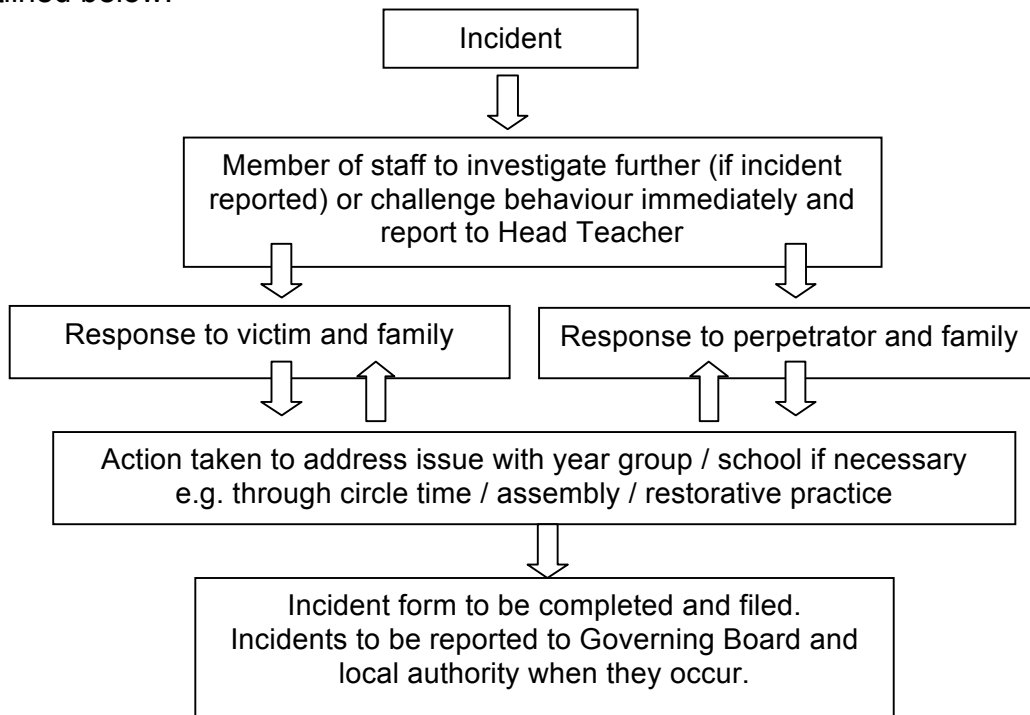 below.
Incident
Member of staff to investigate further (if incident
reported) or challenge behaviour immediately and
report to Head Teacher
Response to victim and family
Response to perpetrator and family
Action taken to address issue with year group / school if necessary
e.g. through circle time / assembly / restorative practice
Incident form to be completed and filed.
Incidents to be reported to Governing Board and
local authority when they occur.